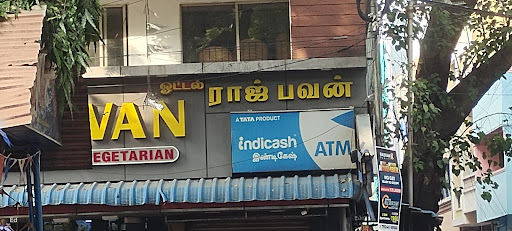 ஓட்டல்
ராஜ் பவன்
VAN
EGETARIAN
A TATA PRODUCT
indicash
இண்டிகேஷ்
ATM